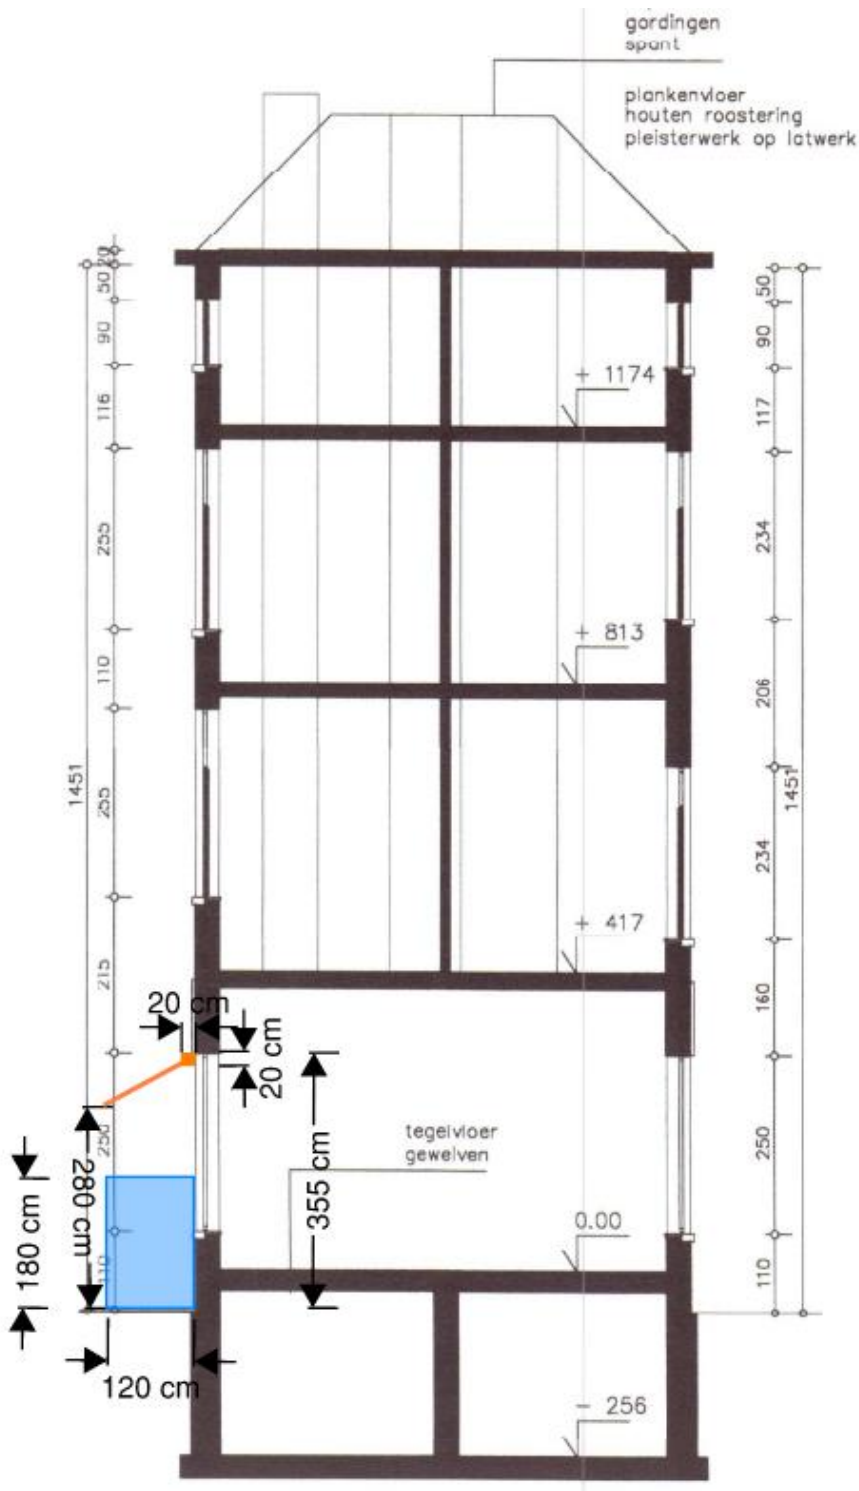 gordingen
spant
plankenvloer
houten roostering
pleisterwerk op latwerk
20
50
90
116
255
110
255
215
250
110
1451
50
90
117
234
206
234
160
250
110
1451
+ 1174
+ 813
+ 417
20 cm
20 cm
355 cm
280 cm
180 cm
120 cm
tegelvloer
gewelven
0.00
- 256